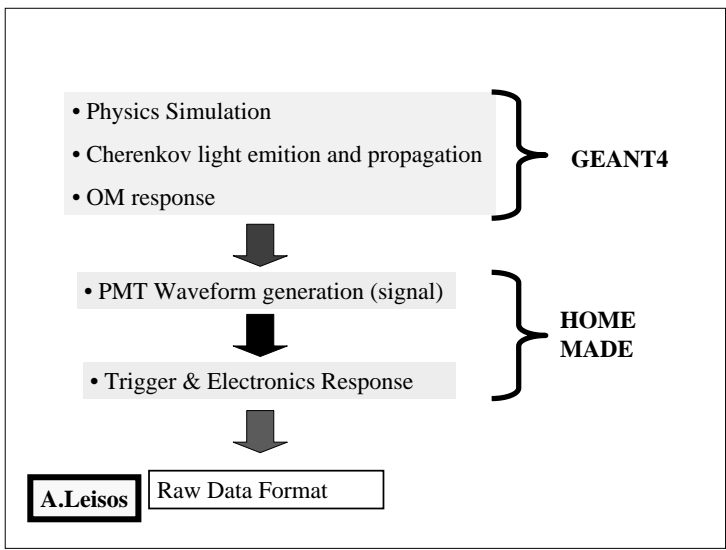 • Physics Simulation
• Cherenkov light emition and propagation
• OM response
GEANT4
• PMT Waveform generation (signal)
HOME
MADE
• Trigger & Electronics Response
A.Leisos
Raw Data Format